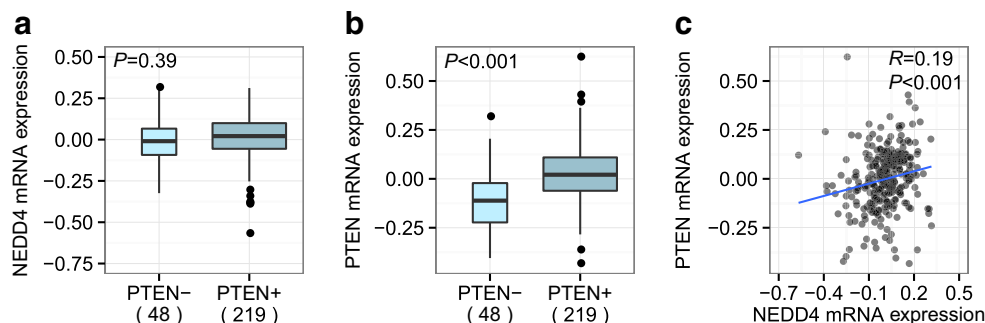 a
NEDD4 mRNA expression
P=0.39
0.50
0.25
0.00
−0.25
−0.50
−0.75
PTEN− PTEN+
( 48 ) ( 219 )
b
PTEN mRNA expression
P<0.001
0.50
0.25
0.00
−0.25
PTEN− PTEN+
( 48 ) ( 219 )
c
PTEN mRNA expression
R=0.19
P<0.001
0.50
0.25
0.00
−0.25
−0.7 −0.4 −0.1 0.2 0.5
NEDD4 mRNA expression